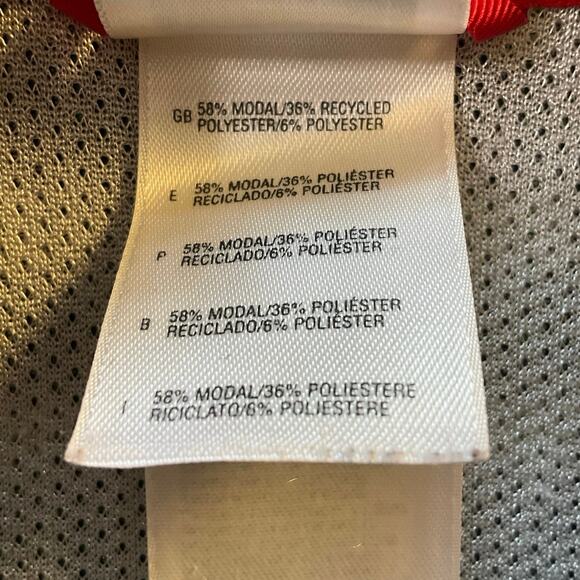 GB 58% MODAL/36% RECYCLED
POLYESTER/6% POLYESTER
E 58% MODAL/36% POLIÉSTER
RECICLADO/6% POLIÉSTER
P 58% MODAL/36% POLIÉSTER
RECICLADO/6% POLIÉSTER
B 58% MODAL/36% POLIÉSTER
RECICLADO/6% POLIÉSTER
I 58% MODAL/36% POLIESTERE
RICICLATO/6% POLIESTERE